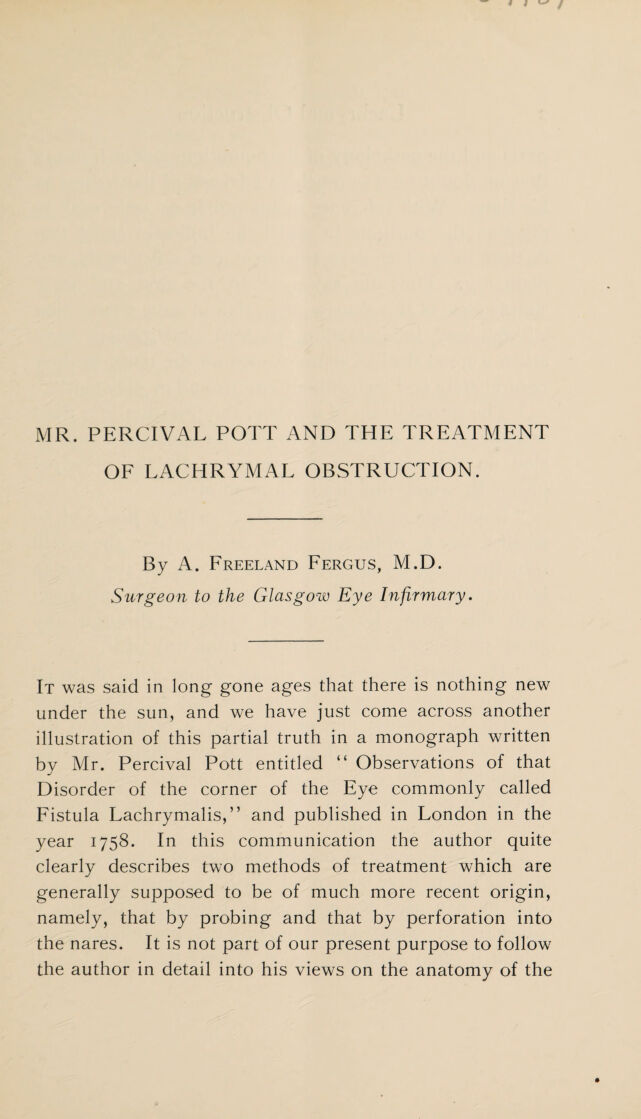 MR. PERCIVAL POTT AND THE TREATMENT
OF LACHRYMAL OBSTRUCTION.
By A. FREELAND FERGUS, M.D.
Surgeon to the Glasgow Eye Infirmary.
IT was said in long gone ages that there is nothing new
under the sun, and we have just come across another
illustration of this partial truth in a monograph written
by Mr. Percival Pott entitled “ Observations of that
Disorder of the corner of the Eye commonly called
Fistula Lachrymalis,” and published in London in the
year 1758. In this communication the author quite
clearly describes two methods of treatment which are
generally supposed to be of much more recent origin,
namely, that by probing and that by perforation into
the nares. It is not part of our present purpose to follow
the author in detail into his views on the anatomy of the